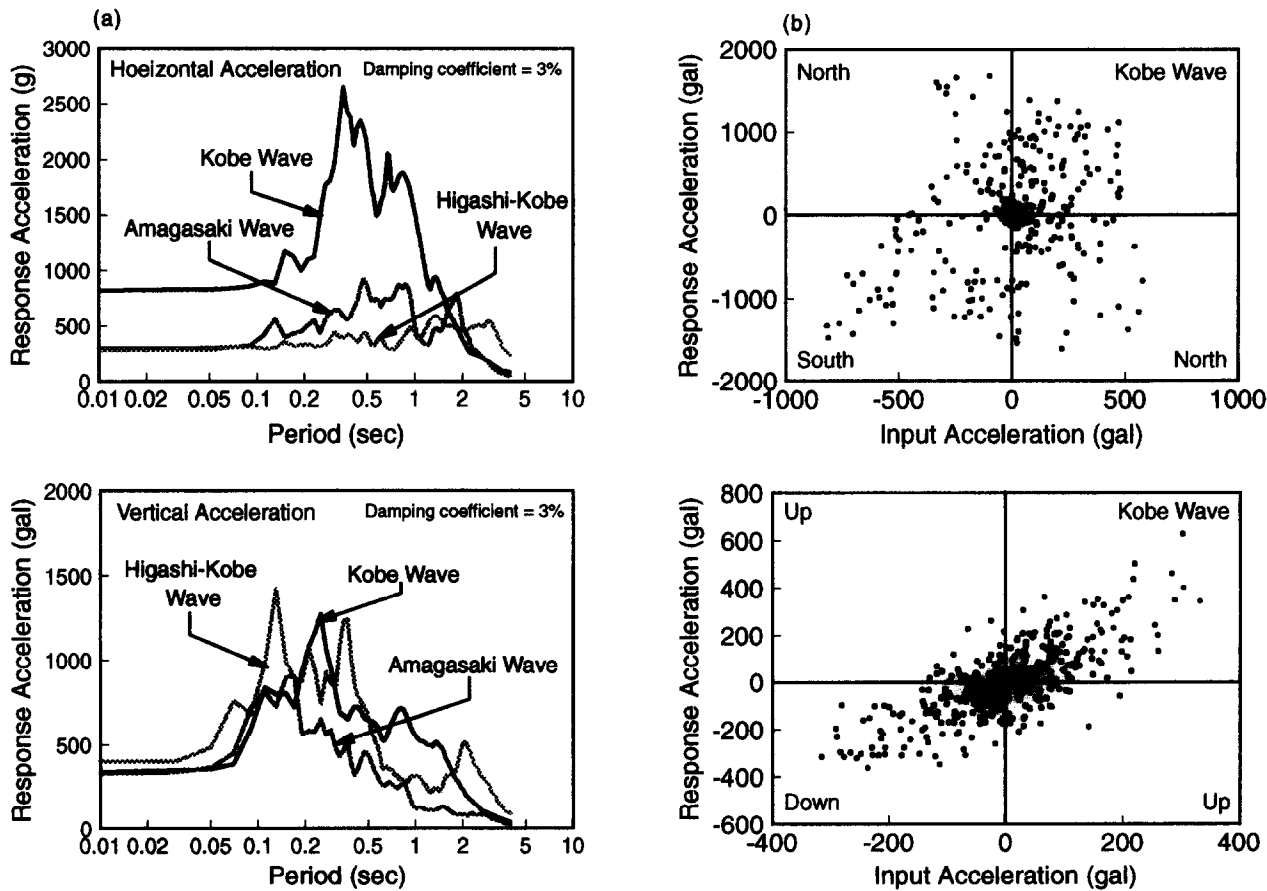 (a)
3000
2500
2000
1500
1000
500
0
Response Acceleration (g)
Hoeizontal Acceleration
Damping coefficient = 3%
Kobe Wave
Higashi-Kobe
Wave
Amagasaki Wave
0.01 0.02 0.05 0.1 0.2 0.5 1 2 5 10
Period (sec)
(b)
2000
1000
0
-1000
-2000
Response Acceleration (gal)
North
Kobe Wave
South
North
-1000 -500 0 500 1000
Input Acceleration (gal)
2000
1500
1000
500
0
Response Acceleration (gal)
Vertical Acceleration
Damping coefficient = 3%
Higashi-Kobe
Wave
Kobe Wave
Amagasaki Wave
0.01 0.02 0.05 0.1 0.2 0.5 1 2 5 10
Period (sec)
800
600
400
200
0
-200
-400
-600
Response Acceleration (gal)
Up
Kobe Wave
Down
Up
-400 -200 0 200 400
Input Acceleration (gal)